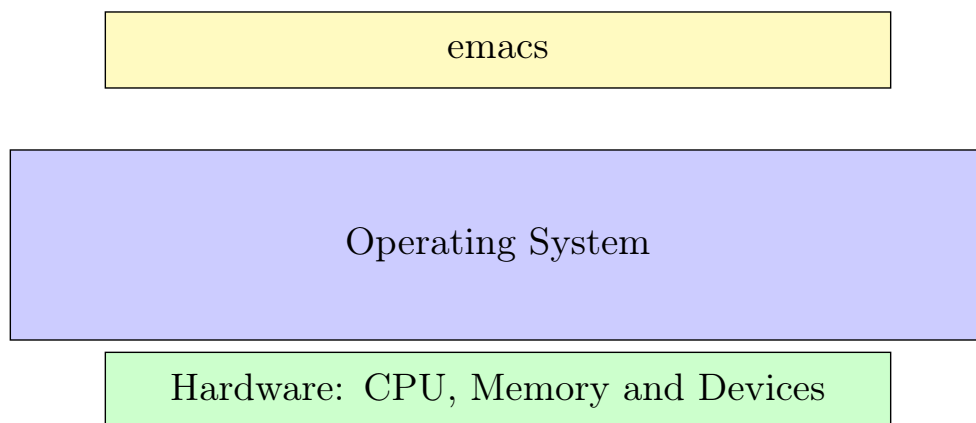 emacs
Operating System
Hardware: CPU, Memory and Devices